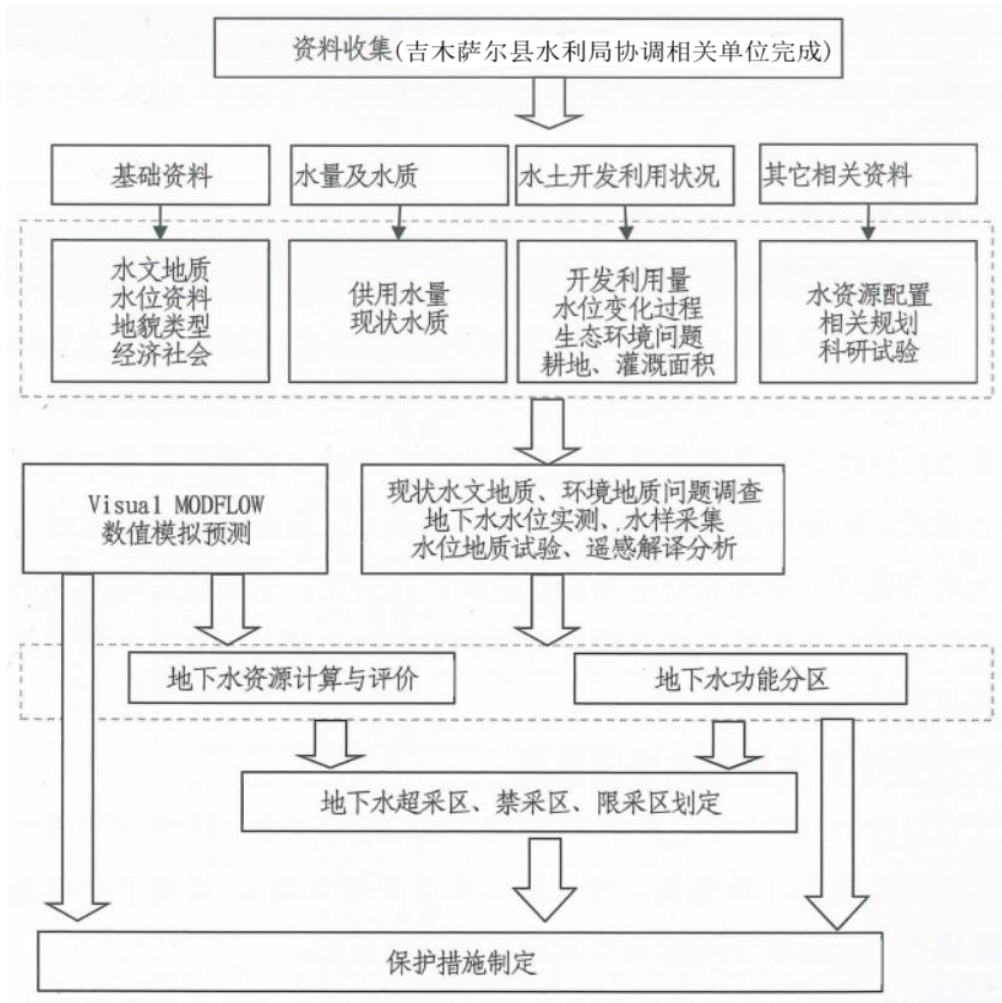 资料收集(吉木萨尔县水利局协调相关单位完成)
基础资料
水量及水质
水土开发利用状况
其它相关资料
水文地质
水位资料
地貌类型
经济社会
供用水量
现状水质
开发利用量
水位变化过程
生态环境问题
耕地、灌溉面积
水资源配置
相关规划
科研试验
Visual MODFLOW
数值模拟预测
现状水文地质、环境地质问题调查
地下水水位实测、水样采集
水位地质试验、遥感解译分析
地下水资源计算与评价
地下水功能分区
地下水超采区、禁采区、限采区划定
保护措施制定